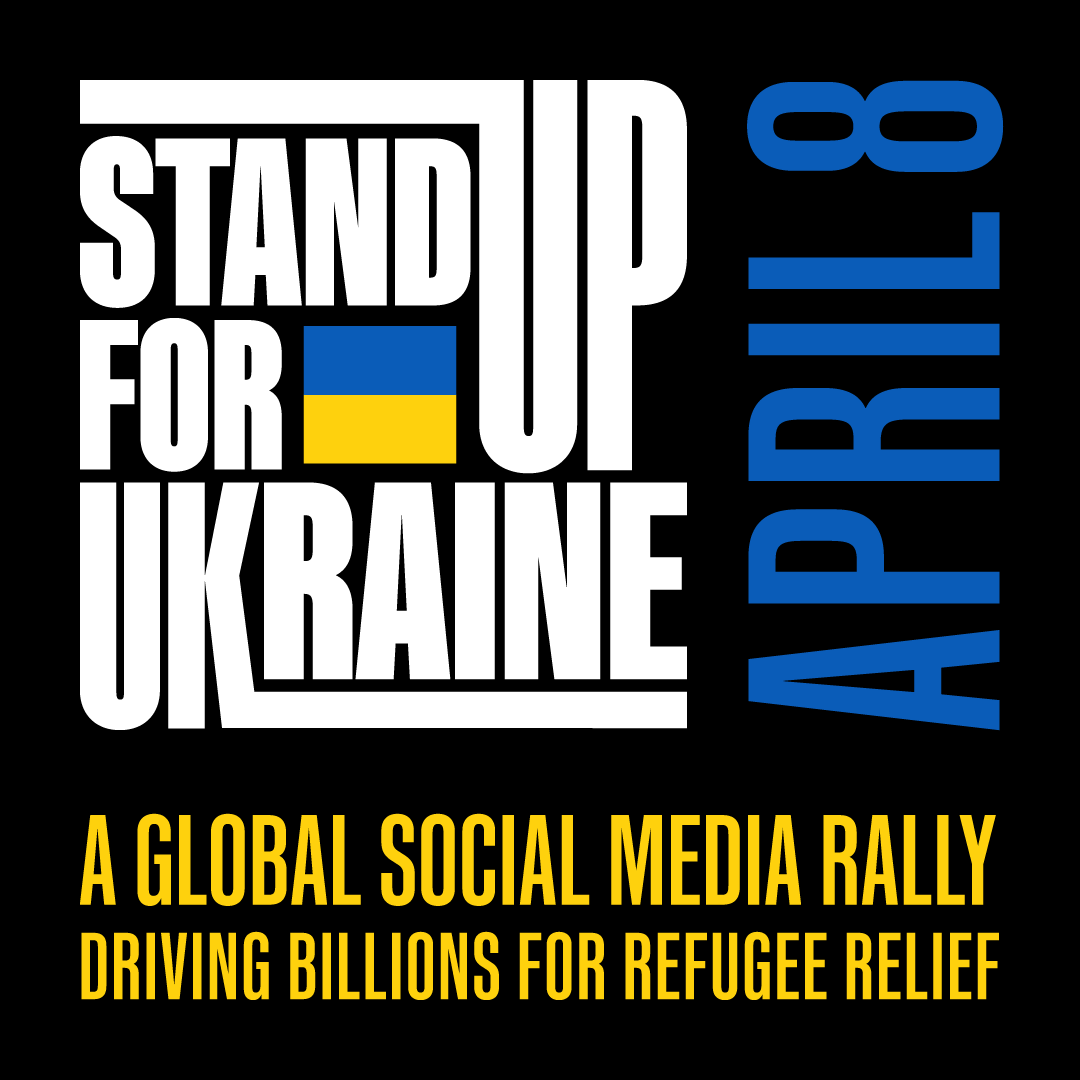 STAND UP
FOR
UKRAINE
APRIL 8
A GLOBAL SOCIAL MEDIA RALLY
DRIVING BILLIONS FOR REFUGEE RELIEF